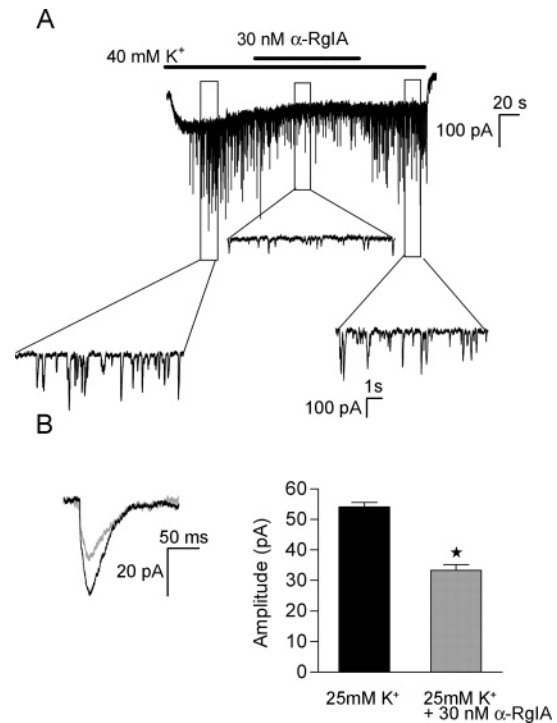 A
30 nM α-RgIA
40 mM K⁺
20 s
100 pA
1s
100 pA
B
50 ms
20 pA
Amplitude (pA)
60
50
40
30
20
10
0
★
25mM K⁺
25mM K⁺
+ 30 nM α-RgIA